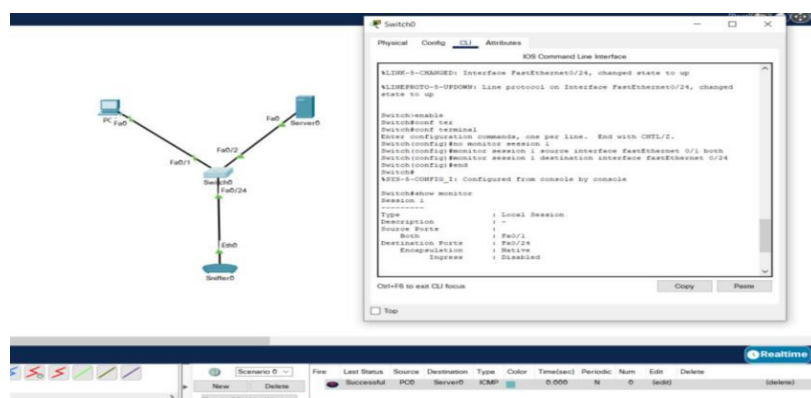 Switch0
Physical Config CLI Attributes
IOS Command Line Interface
%LINK-5-CHANGED: Interface FastEthernet0/24, changed state to up
%LINEPROTO-5-UPDOWN: Line protocol on Interface FastEthernet0/24, changed
state to up
Switch>enable
Switch#conf ter
Switch#conf terminal
Enter configuration commands, one per line. End with CNTL/Z.
Switch(config)#no monitor session 1
Switch(config)#monitor session 1 source interface fastEthernet 0/1 both
Switch(config)#monitor session 1 destination interface fastEthernet 0/24
Switch(config)#end
Switch#
%SYS-5-CONFIG_I: Configured from console by console
Switch#show monitor
Session 1
---------
Type : Local Session
Description : -
Source Ports :
Both : Fa0/1
Destination Ports : Fa0/24
Encapsulation : Native
Ingress : Disabled
Ctrl+F6 to exit CLI focus
Copy
Paste
Top
Fa0
Fa0
Server0
Fa0/2
Fa0/1
Switch0
Fa0/24
Eth0
Sniffer0
Realtime
Scenario 0
New
Delete
Fire Last Status Source Destination Type Color Time(sec) Periodic Num Edit Delete
Successful PC0 Server0 ICMP 0.000 N 0 (edit) (delete)